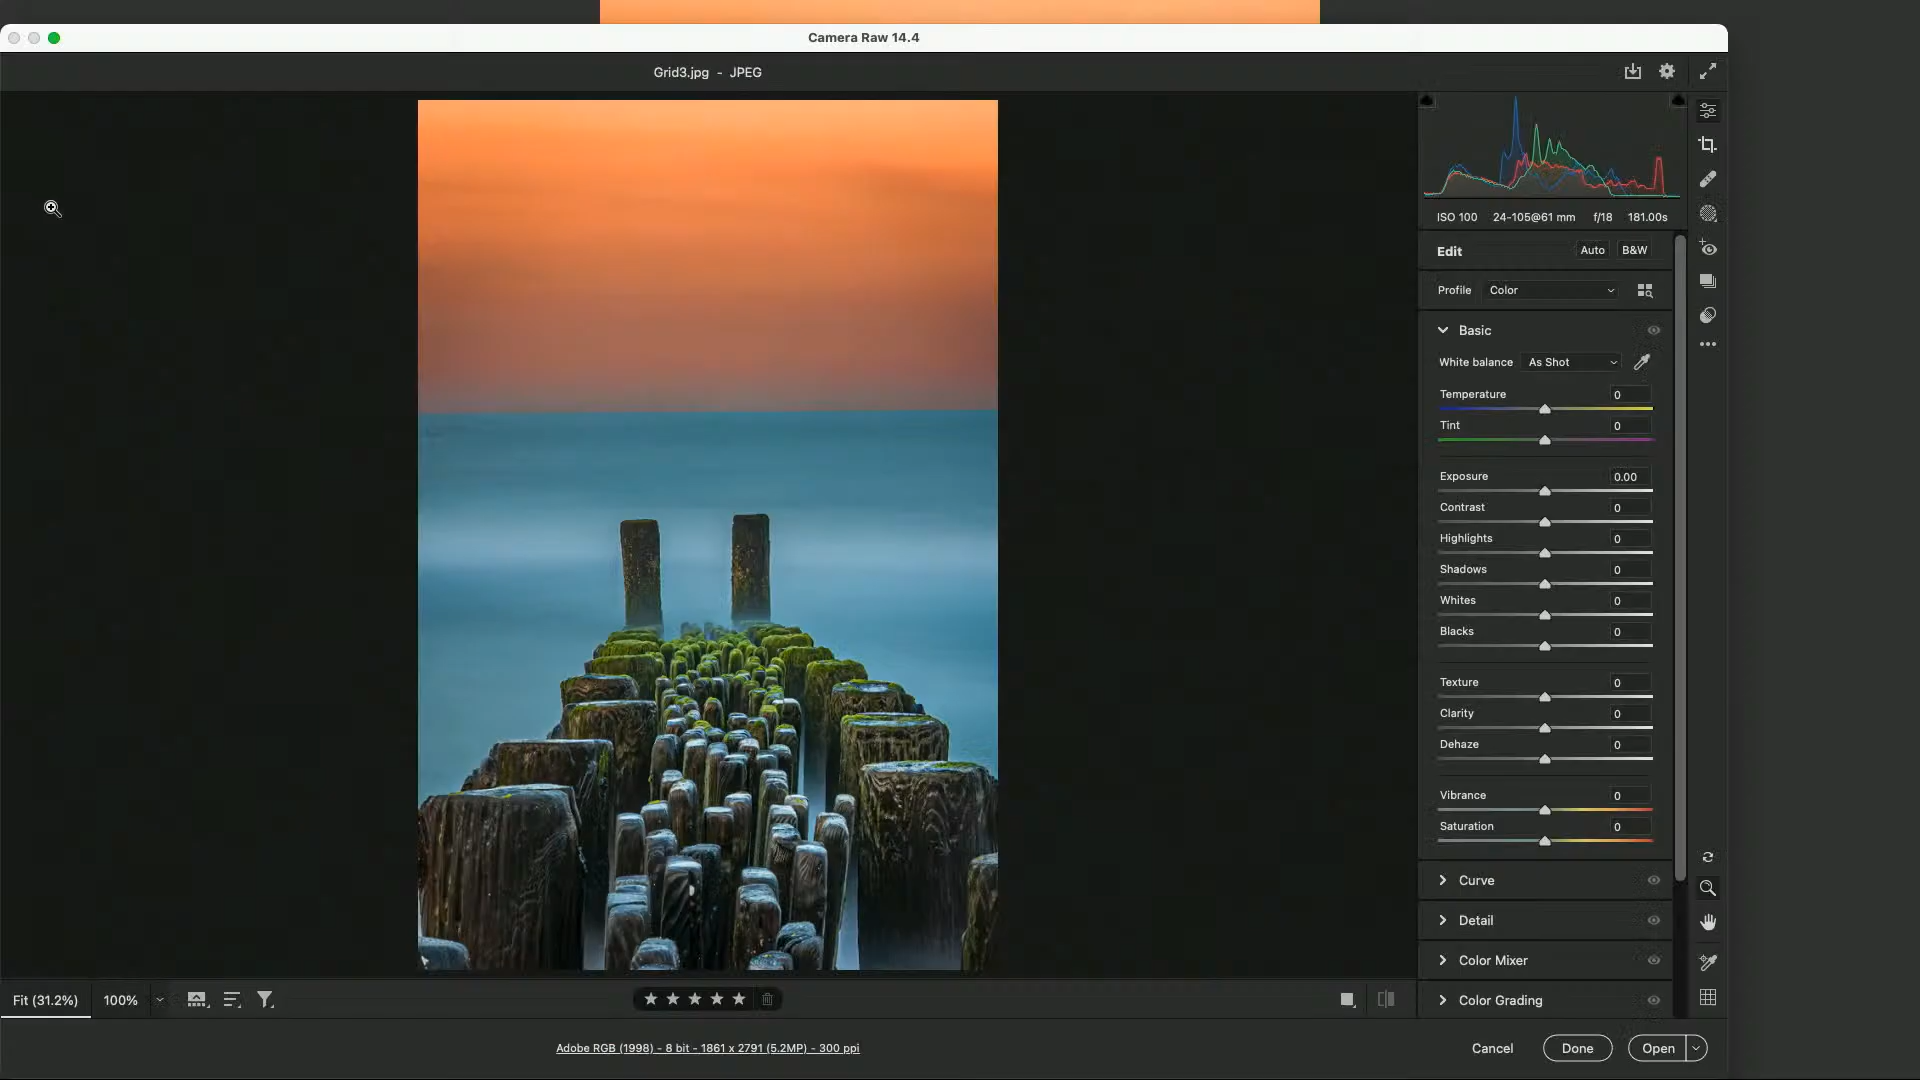 Camera Raw 14.4
Grid3.jpg - JPEG
ISO 100 24-105@61 mm f/18 181.00s
Edit Auto B&W
Profile Color
Basic
White balance As Shot
Temperature 0
Tint 0
Exposure 0.00
Contrast 0
Highlights 0
Shadows 0
Whites 0
Blacks 0
Texture 0
Clarity 0
Dehaze 0
Vibrance 0
Saturation 0
Curve
Detail
Color Mixer
Color Grading
Fit (31.2%) 100%
Adobe RGB (1998) - 8 bit - 1861 x 2791 (5.2MP) - 300 ppi
Cancel Done Open